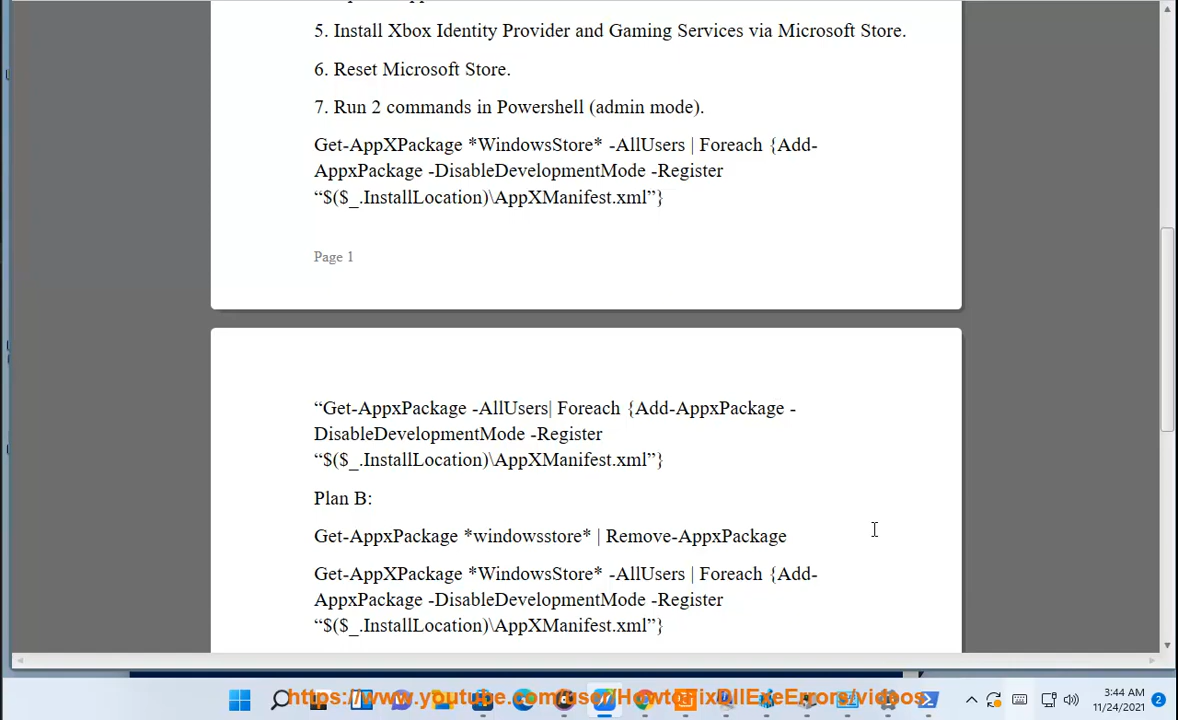 5. Install Xbox Identity Provider and Gaming Services via Microsoft Store.
6. Reset Microsoft Store.
7. Run 2 commands in Powershell (admin mode).
Get-AppXPackage *WindowsStore* -AllUsers | Foreach {Add-
AppxPackage -DisableDevelopmentMode -Register
“$($_.InstallLocation)\AppXManifest.xml”}
Page 1
“Get-AppxPackage -AllUsers| Foreach {Add-AppxPackage -
DisableDevelopmentMode -Register
“$($_.InstallLocation)\AppXManifest.xml”}
Plan B:
Get-AppxPackage *windowsstore* | Remove-AppxPackage
Get-AppXPackage *WindowsStore* -AllUsers | Foreach {Add-
AppxPackage -DisableDevelopmentMode -Register
“$($_.InstallLocation)\AppXManifest.xml”}
https://www.youtube.com/user/HowtoFixDllExeErrors/videos
3:44 AM
11/24/2021
2